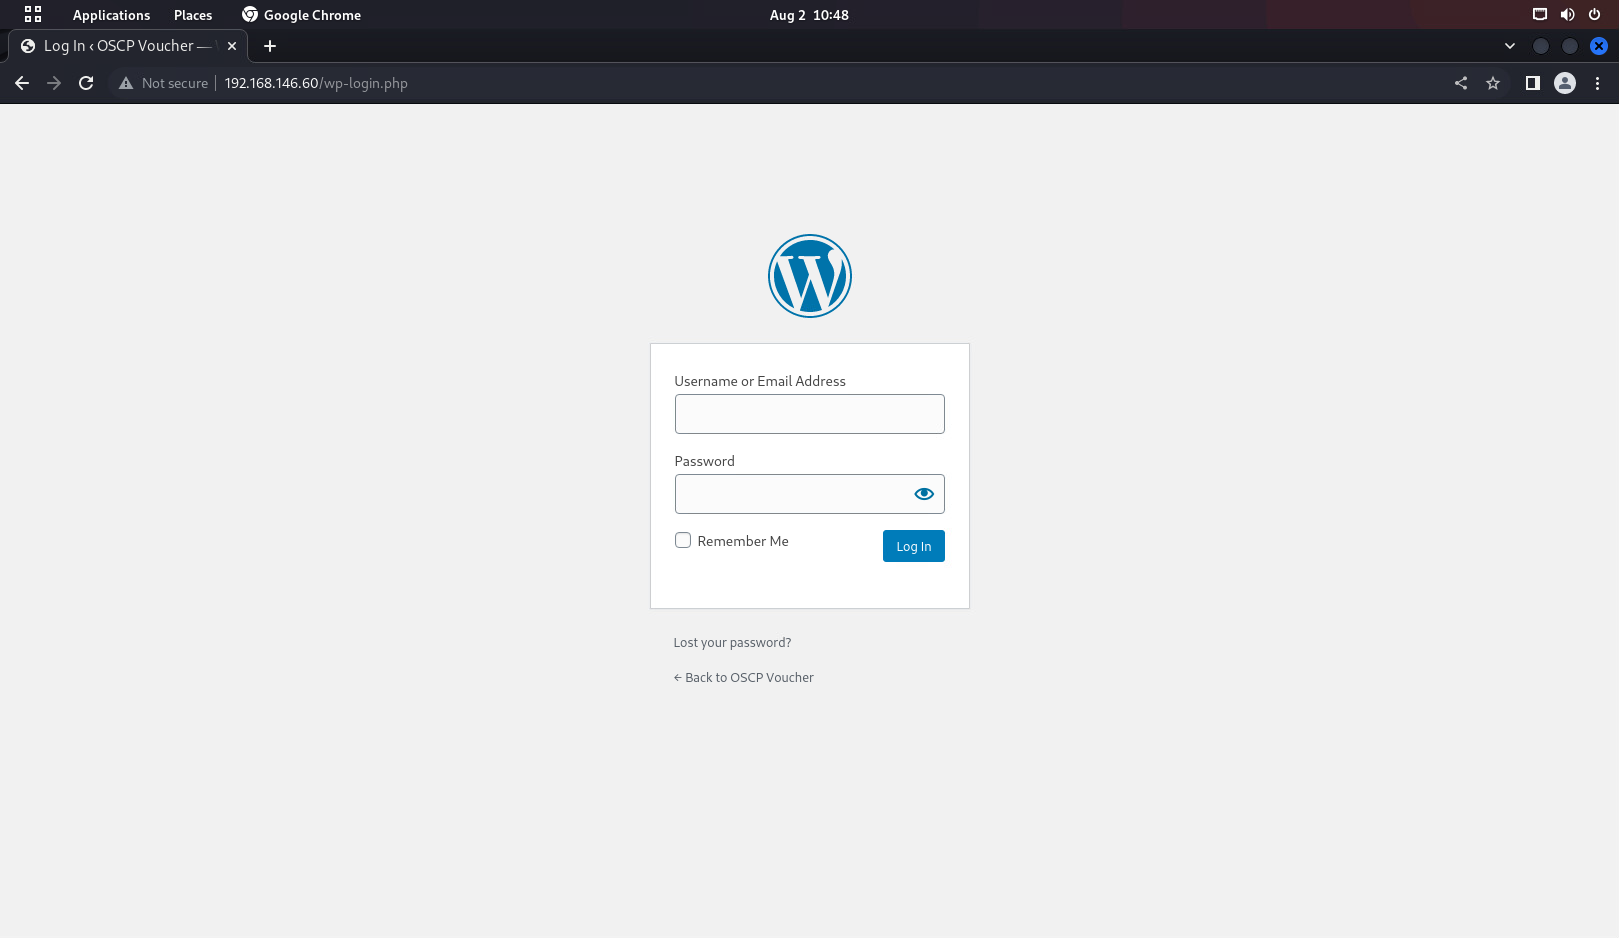 Applications Places Google Chrome Aug 2 10:48
Log In ‹ OSCP Voucher —
Not secure 192.168.146.60/wp-login.php
Username or Email Address
Password
Remember Me Log In
Lost your password?
← Back to OSCP Voucher